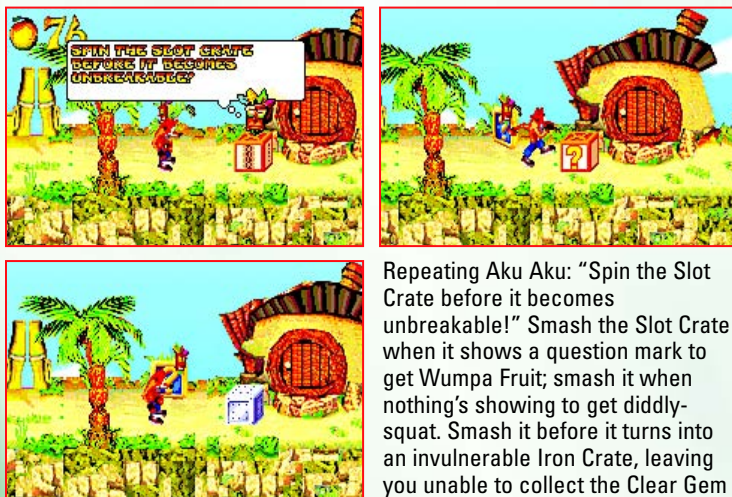 76
SPIN THE SLOT CRATE
BEFORE IT BECOMES
UNBREAKABLE!
?
Repeating Aku Aku: “Spin the Slot
Crate before it becomes
unbreakable!” Smash the Slot Crate
when it shows a question mark to
get Wumpa Fruit; smash it when
nothing’s showing to get diddly-
squat. Smash it before it turns into
an invulnerable Iron Crate, leaving
you unable to collect the Clear Gem